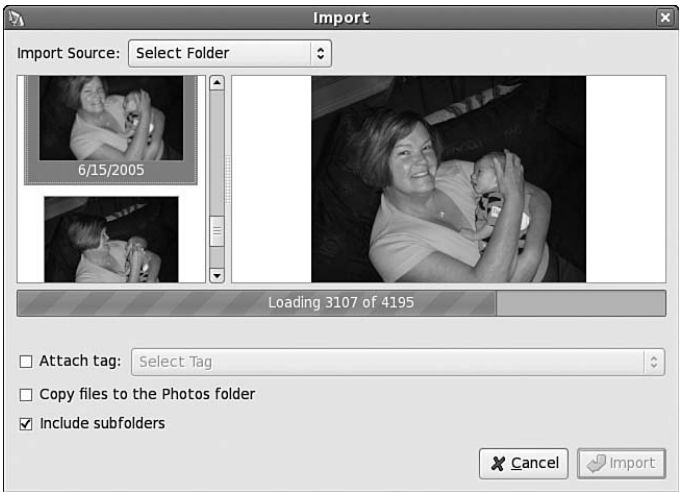 Import
Import Source: Select Folder
6/15/2005
Loading 3107 of 4195
Attach tag: Select Tag
Copy files to the Photos folder
Include subfolders
Cancel Import